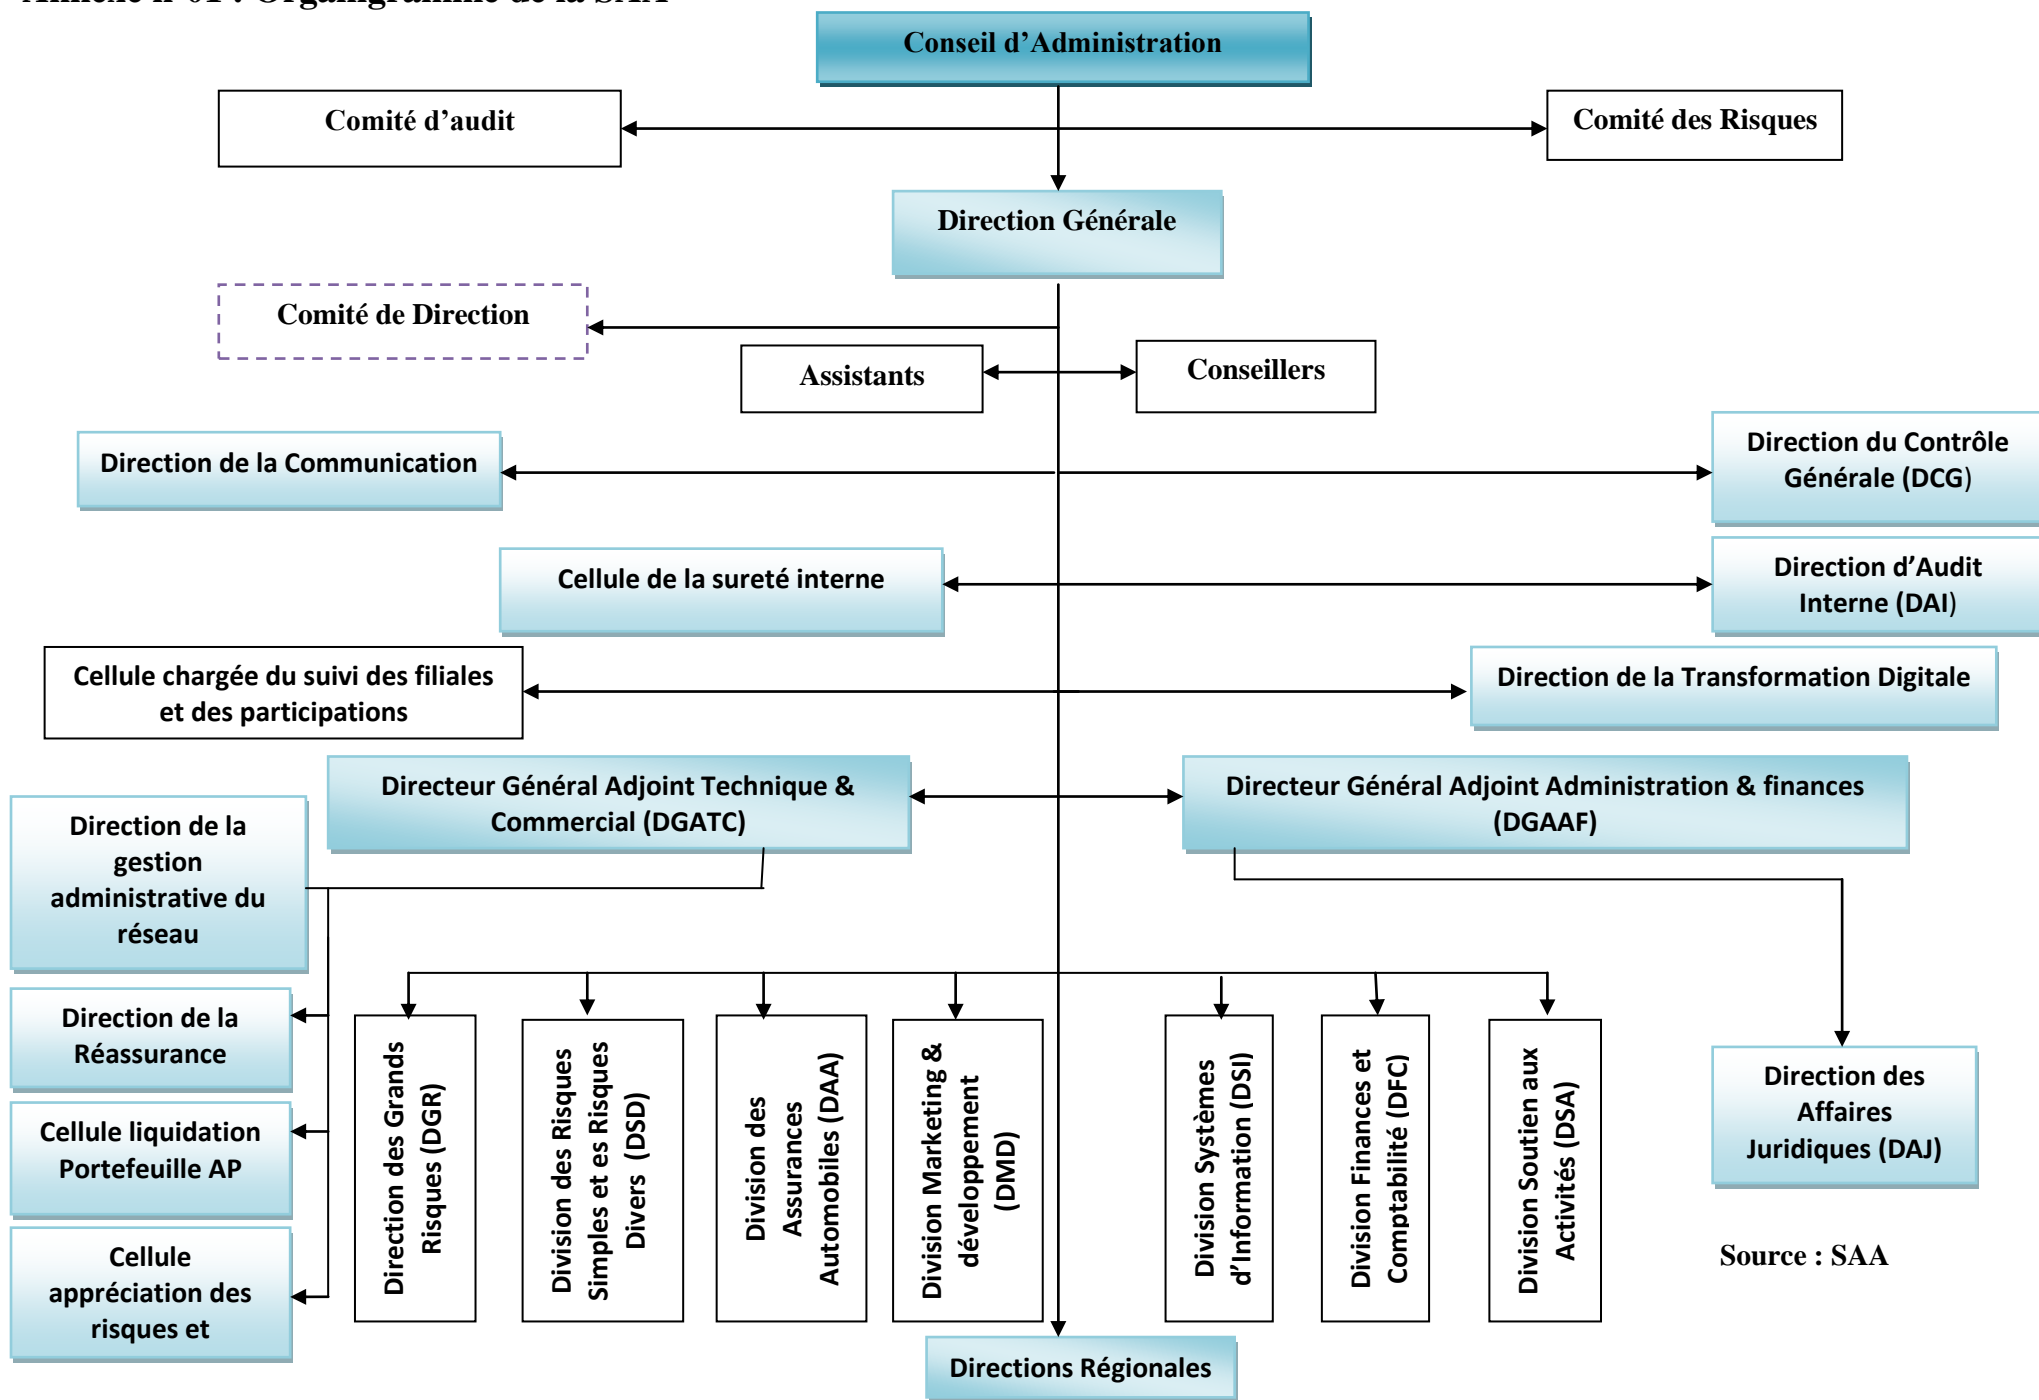 Annexe n°01 : Organigramme de la SAA
Conseil d’Administration
Comité d’audit
Comité des Risques
Direction Générale
Comité de Direction
Assistants
Conseillers
Direction de la Communication
Direction du Contrôle
Générale (DCG)
Cellule de la sureté interne
Direction d’Audit
Interne (DAI)
Cellule chargée du suivi des filiales
et des participations
Direction de la Transformation Digitale
Directeur Général Adjoint Technique &
Commercial (DGATC)
Directeur Général Adjoint Administration & finances
(DGAAF)
Direction de la
gestion
administrative du
réseau
Direction de la
Réassurance
Cellule liquidation
Portefeuille AP
Cellule
appréciation des
risques et
Direction des Grands
Risques (DGR)
Division des Risques
Simples et es Risques
Divers (DSD)
Division des
Assurances
Automobiles (DAA)
Division Marketing &
développement
(DMD)
Division Systèmes
d’Information (DSI)
Division Finances et
Comptabilité (DFC)
Division Soutien aux
Activités (DSA)
Direction des
Affaires
Juridiques (DAJ)
Source : SAA
Directions Régionales